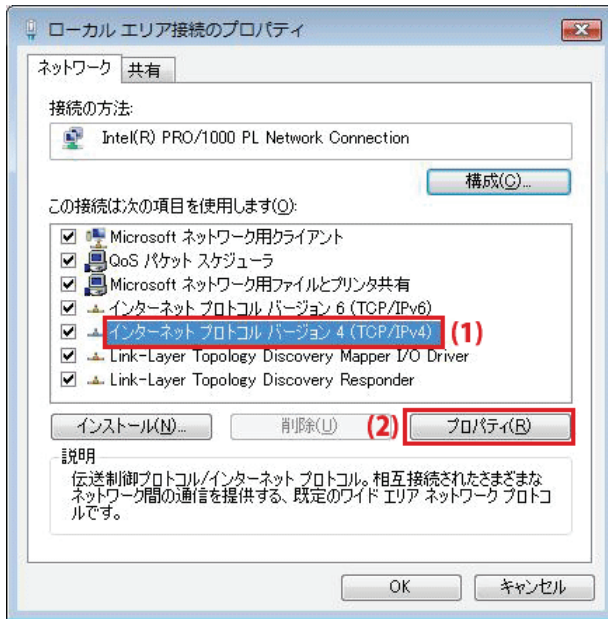 ローカル エリア接続のプロパティ
ネットワーク 共有
接続の方法:
Intel(R) PRO/1000 PL Network Connection
構成(C)...
この接続は次の項目を使用します(O):
Microsoft ネットワーク用クライアント
QoS パケット スケジューラ
Microsoft ネットワーク用ファイルとプリンタ共有
インターネット プロトコル バージョン 6 (TCP/IPv6)
インターネット プロトコル バージョン 4 (TCP/IPv4) (1)
Link-Layer Topology Discovery Mapper I/O Driver
Link-Layer Topology Discovery Responder
インストール(N)... 削除(U) (2) プロパティ(R)
説明
伝送制御プロトコル/インターネット プロトコル。相互接続されたさまざまな
ネットワーク間の通信を提供する、既定のワイド エリア ネットワーク プロトコ
ルです。
OK キャンセル